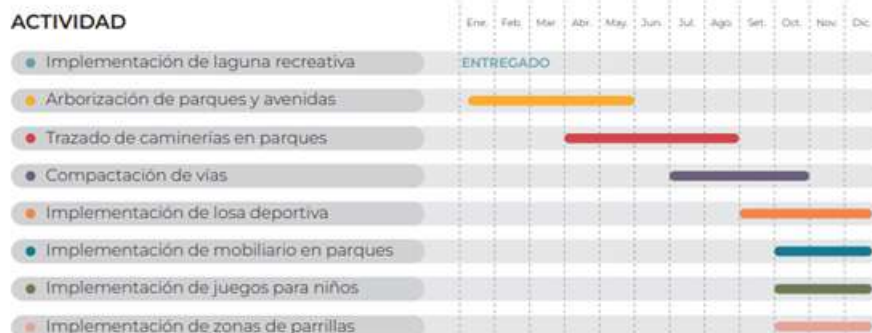 ACTIVIDAD Ene. Feb. Mar. Abr. May. Jun. Jul. Ago. Set. Oct. Nov. Dic.
Implementación de laguna recreativa ENTREGADO
Arborización de parques y avenidas
Trazado de caminerías en parques
Compactación de vías
Implementación de losa deportiva
Implementación de mobiliario en parques
Implementación de juegos para niños
Implementación de zonas de parrillas